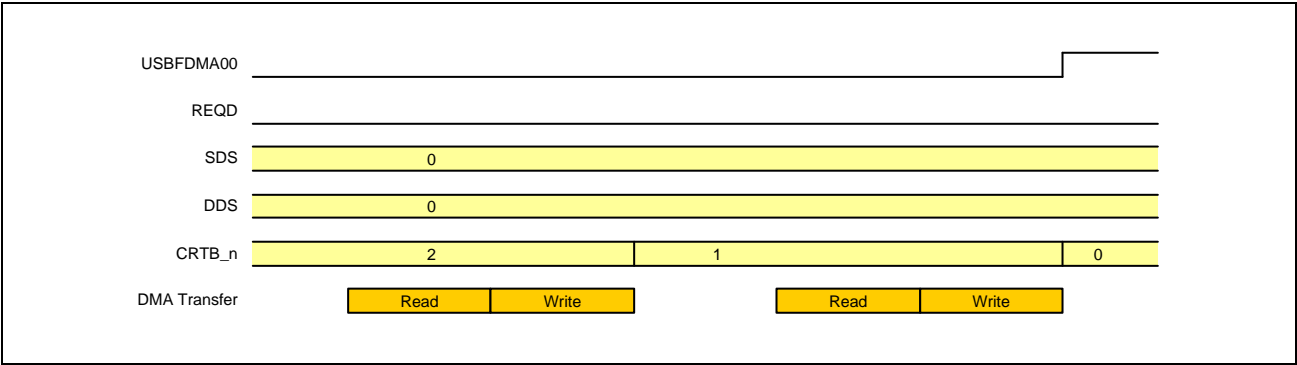 USBFDMA00
REQD
SDS 0
DDS 0
CRTB_n 2 1 0
DMA Transfer Read Write Read Write